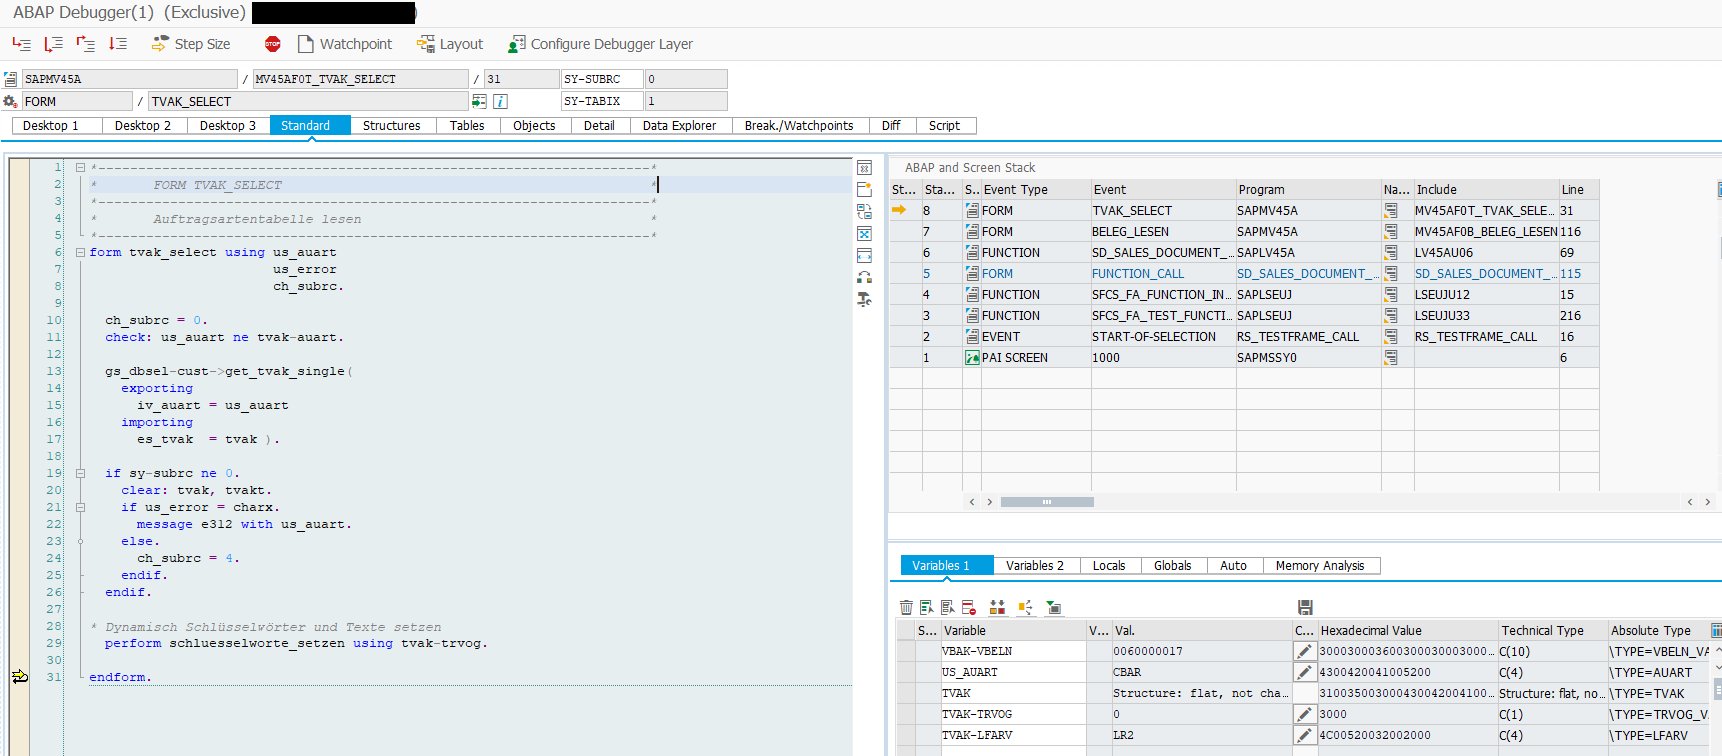 ABAP Debugger(1)  (Exclusive)
Step Size STOP Watchpoint Layout Configure Debugger Layer
SAPMV45A / MV45AF0T_TVAK_SELECT / 31 SY-SUBRC 0
FORM / TVAK_SELECT SY-TABIX 1
Desktop 1 Desktop 2 Desktop 3 Standard Structures Tables Objects Detail Data Explorer Break./Watchpoints Diff Script
1 *---------------------------------------------------------------------*
2 *       FORM TVAK_SELECT                                              *
3 *---------------------------------------------------------------------*
4 *       Auftragsartentabelle lesen                                    *
5 *---------------------------------------------------------------------*
6 form tvak_select using us_auart
7                        us_error
8                        ch_subrc.
9
10   ch_subrc = 0.
11   check: us_auart ne tvak-auart.
12
13   gs_dbsel-cust->get_tvak_single(
14     exporting
15       iv_auart = us_auart
16     importing
17       es_tvak  = tvak ).
18
19   if sy-subrc ne 0.
20     clear: tvak, tvakt.
21     if us_error = charx.
22       message e312 with us_auart.
23     else.
24       ch_subrc = 4.
25     endif.
26   endif.
27
28 * Dynamisch Schlüsselwörter und Texte setzen
29   perform schluesselworte_setzen using tvak-trvog.
30
31 endform.
ABAP and Screen Stack
St... Sta... S.. Event Type Event Program Na... Include Line
8 FORM TVAK_SELECT SAPMV45A MV45AF0T_TVAK_SELE... 31
7 FORM BELEG_LESEN SAPMV45A MV45AF0B_BELEG_LESEN 116
6 FUNCTION SD_SALES_DOCUMENT_... SAPLV45A LV45AU06 69
5 FORM FUNCTION_CALL SD_SALES_DOCUMENT_... SD_SALES_DOCUMENT_... 115
4 FUNCTION SFCS_FA_FUNCTION_IN... SAPLSEUJ LSEUJU12 15
3 FUNCTION SFCS_FA_TEST_FUNCTI... SAPLSEUJ LSEUJU33 216
2 EVENT START-OF-SELECTION RS_TESTFRAME_CALL RS_TESTFRAME_CALL 16
1 PAI SCREEN 1000 SAPMSSY0 6
Variables 1 Variables 2 Locals Globals Auto Memory Analysis
S... Variable V... Val. C... Hexadecimal Value Technical Type Absolute Type
VBAK-VBELN 0060000017 300030003600300030003000... C(10) \TYPE=VBELN_VA
US_AUART CBAR 4300420041005200 C(4) \TYPE=AUART
TVAK Structure: flat, not cha... 310035003000430042004100... Structure: flat, no... \TYPE=TVAK
TVAK-TRVOG 0 3000 C(1) \TYPE=TRVOG_V
TVAK-LFARV LR2 4C00520032002000 C(4) \TYPE=LFARV